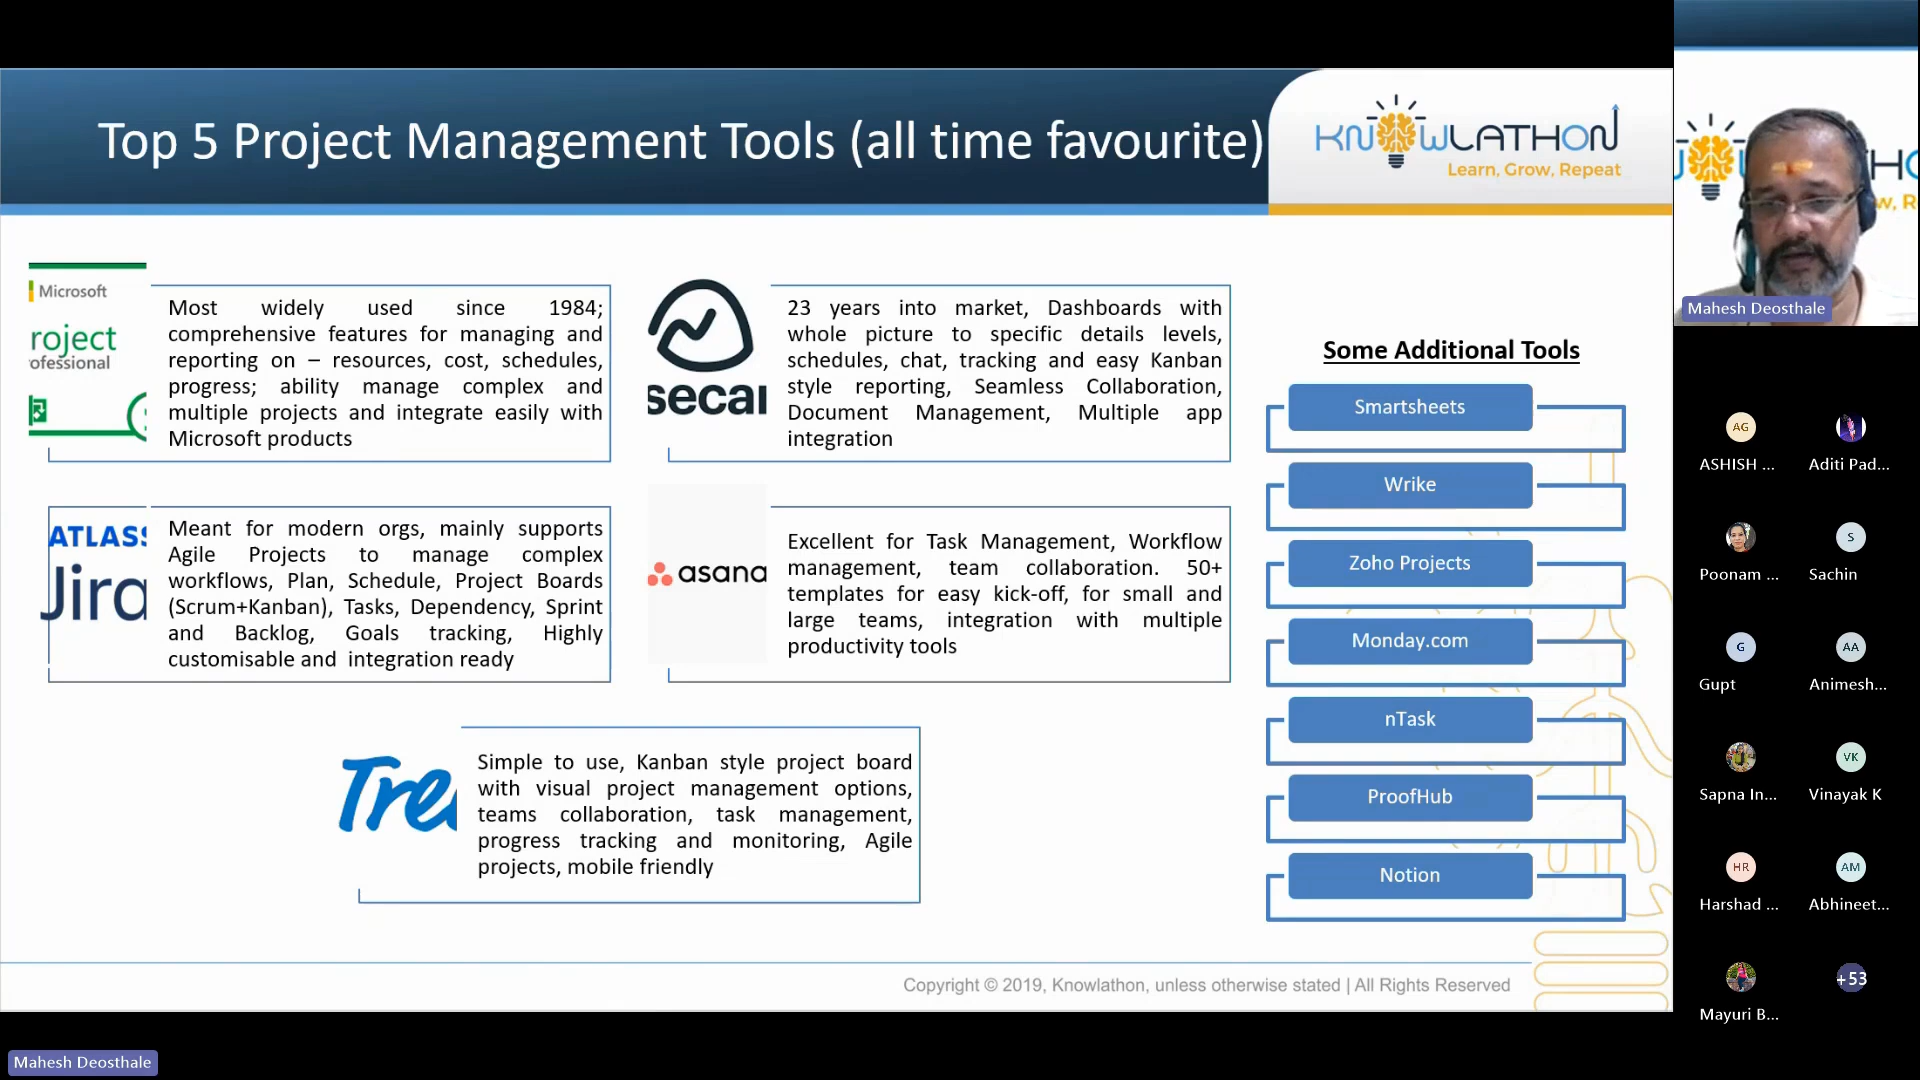 Top 5 Project Management Tools (all time favourite)
KNOWLATHON
Learn, Grow, Repeat
Microsoft
roject
ofessional
Most widely used since 1984;
comprehensive features for managing and
reporting on – resources, cost, schedules,
progress; ability manage complex and
multiple projects and integrate easily with
Microsoft products
secar
23 years into market, Dashboards with
whole picture to specific details levels,
schedules, chat, tracking and easy Kanban
style reporting, Seamless Collaboration,
Document Management, Multiple app
integration
ATLASS
Jira
Meant for modern orgs, mainly supports
Agile Projects to manage complex
workflows, Plan, Schedule, Project Boards
(Scrum+Kanban), Tasks, Dependency, Sprint
and Backlog, Goals tracking, Highly
customisable and integration ready
asana
Excellent for Task Management, Workflow
management, team collaboration. 50+
templates for easy kick-off, for small and
large teams, integration with multiple
productivity tools
Tre
Simple to use, Kanban style project board
with visual project management options,
teams collaboration, task management,
progress tracking and monitoring, Agile
projects, mobile friendly
Some Additional Tools
Smartsheets
Wrike
Zoho Projects
Monday.com
nTask
ProofHub
Notion
Copyright © 2019, Knowlathon, unless otherwise stated | All Rights Reserved
Mahesh Deosthale
HO
w, R
Mahesh Deosthale
AG
ASHISH ...
Aditi Pad...
Poonam ...
S
Sachin
G
Gupt
AA
Animesh...
Sapna In...
VK
Vinayak K
HR
Harshad ...
AM
Abhineet...
Mayuri B...
+53